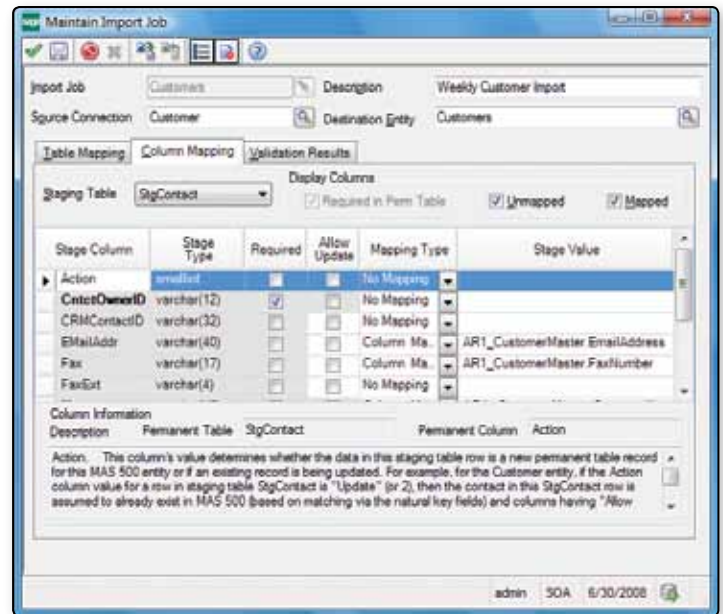 Maintain Import Job
Import Job Customers Description Weekly Customer Import
Source Connection Customer Destination Entity Customers
Table Mapping Column Mapping Validation Results
Display Columns
Staging Table StgContact Required in Perm Table Unmapped Mapped
Stage Column Stage Type Required Allow Update Mapping Type Stage Value
Action smallint No Mapping
CntctOwnerID varchar(12) No Mapping
CRMContactID varchar(32) No Mapping
EMailAddr varchar(40) Column Ma... AR1_CustomerMaster.EmailAddress
Fax varchar(17) Column Ma... AR1_CustomerMaster.FaxNumber
FaxExt varchar(4) No Mapping
Column Information
Description Permanent Table StgContact Permanent Column Action
Action. This column's value determines whether the data in this staging table row is a new permanent table record
for this MAS 500 entity or if an existing record is being updated. For example, for the Customer entity, if the Action
column value for a row in staging table StgContact is "Update" (or 2), then the contact in this StgContact row is
assumed to already exist in MAS 500 (based on matching via the natural key fields) and columns having "Allow
admin SOA 6/30/2008